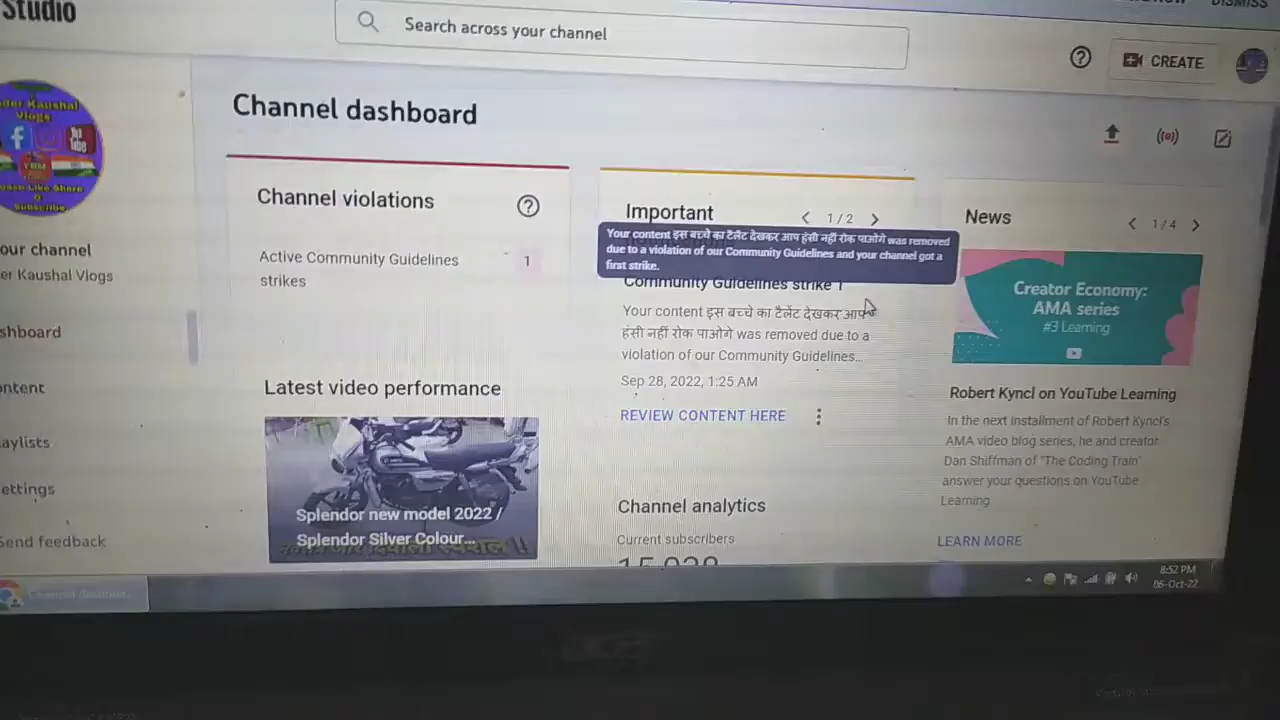 Studio
DISMISS
Search across your channel
CREATE
Kaushal
Vlogs
Channel dashboard
Channel violations
Active Community Guidelines
strikes
1
Important
1/2
Your content इस बच्चे का टैलेंट देखकर आप हंसी नहीं रोक पाओगे was removed
due to a violation of our Community Guidelines and your channel got a
first strike.
Community Guidelines strike 1
Your content इस बच्चे का टैलेंट देखकर आप
हंसी नहीं रोक पाओगे was removed due to a
violation of our Community Guidelines...
Sep 28, 2022, 1:25 AM
REVIEW CONTENT HERE
News
1/4
Creator Economy:
AMA series
#3 Learning
Robert Kyncl on YouTube Learning
In the next installment of Robert Kyncl's
AMA video blog series, he and creator
Dan Shiffman of "The Coding Train"
answer your questions on YouTube
Learning
LEARN MORE
our channel
er Kaushal Vlogs
shboard
ntent
aylists
ettings
Send feedback
Latest video performance
Splendor new model 2022 /
Splendor Silver Colour...
Channel analytics
Current subscribers
8:52 PM
06-Oct-22
acer